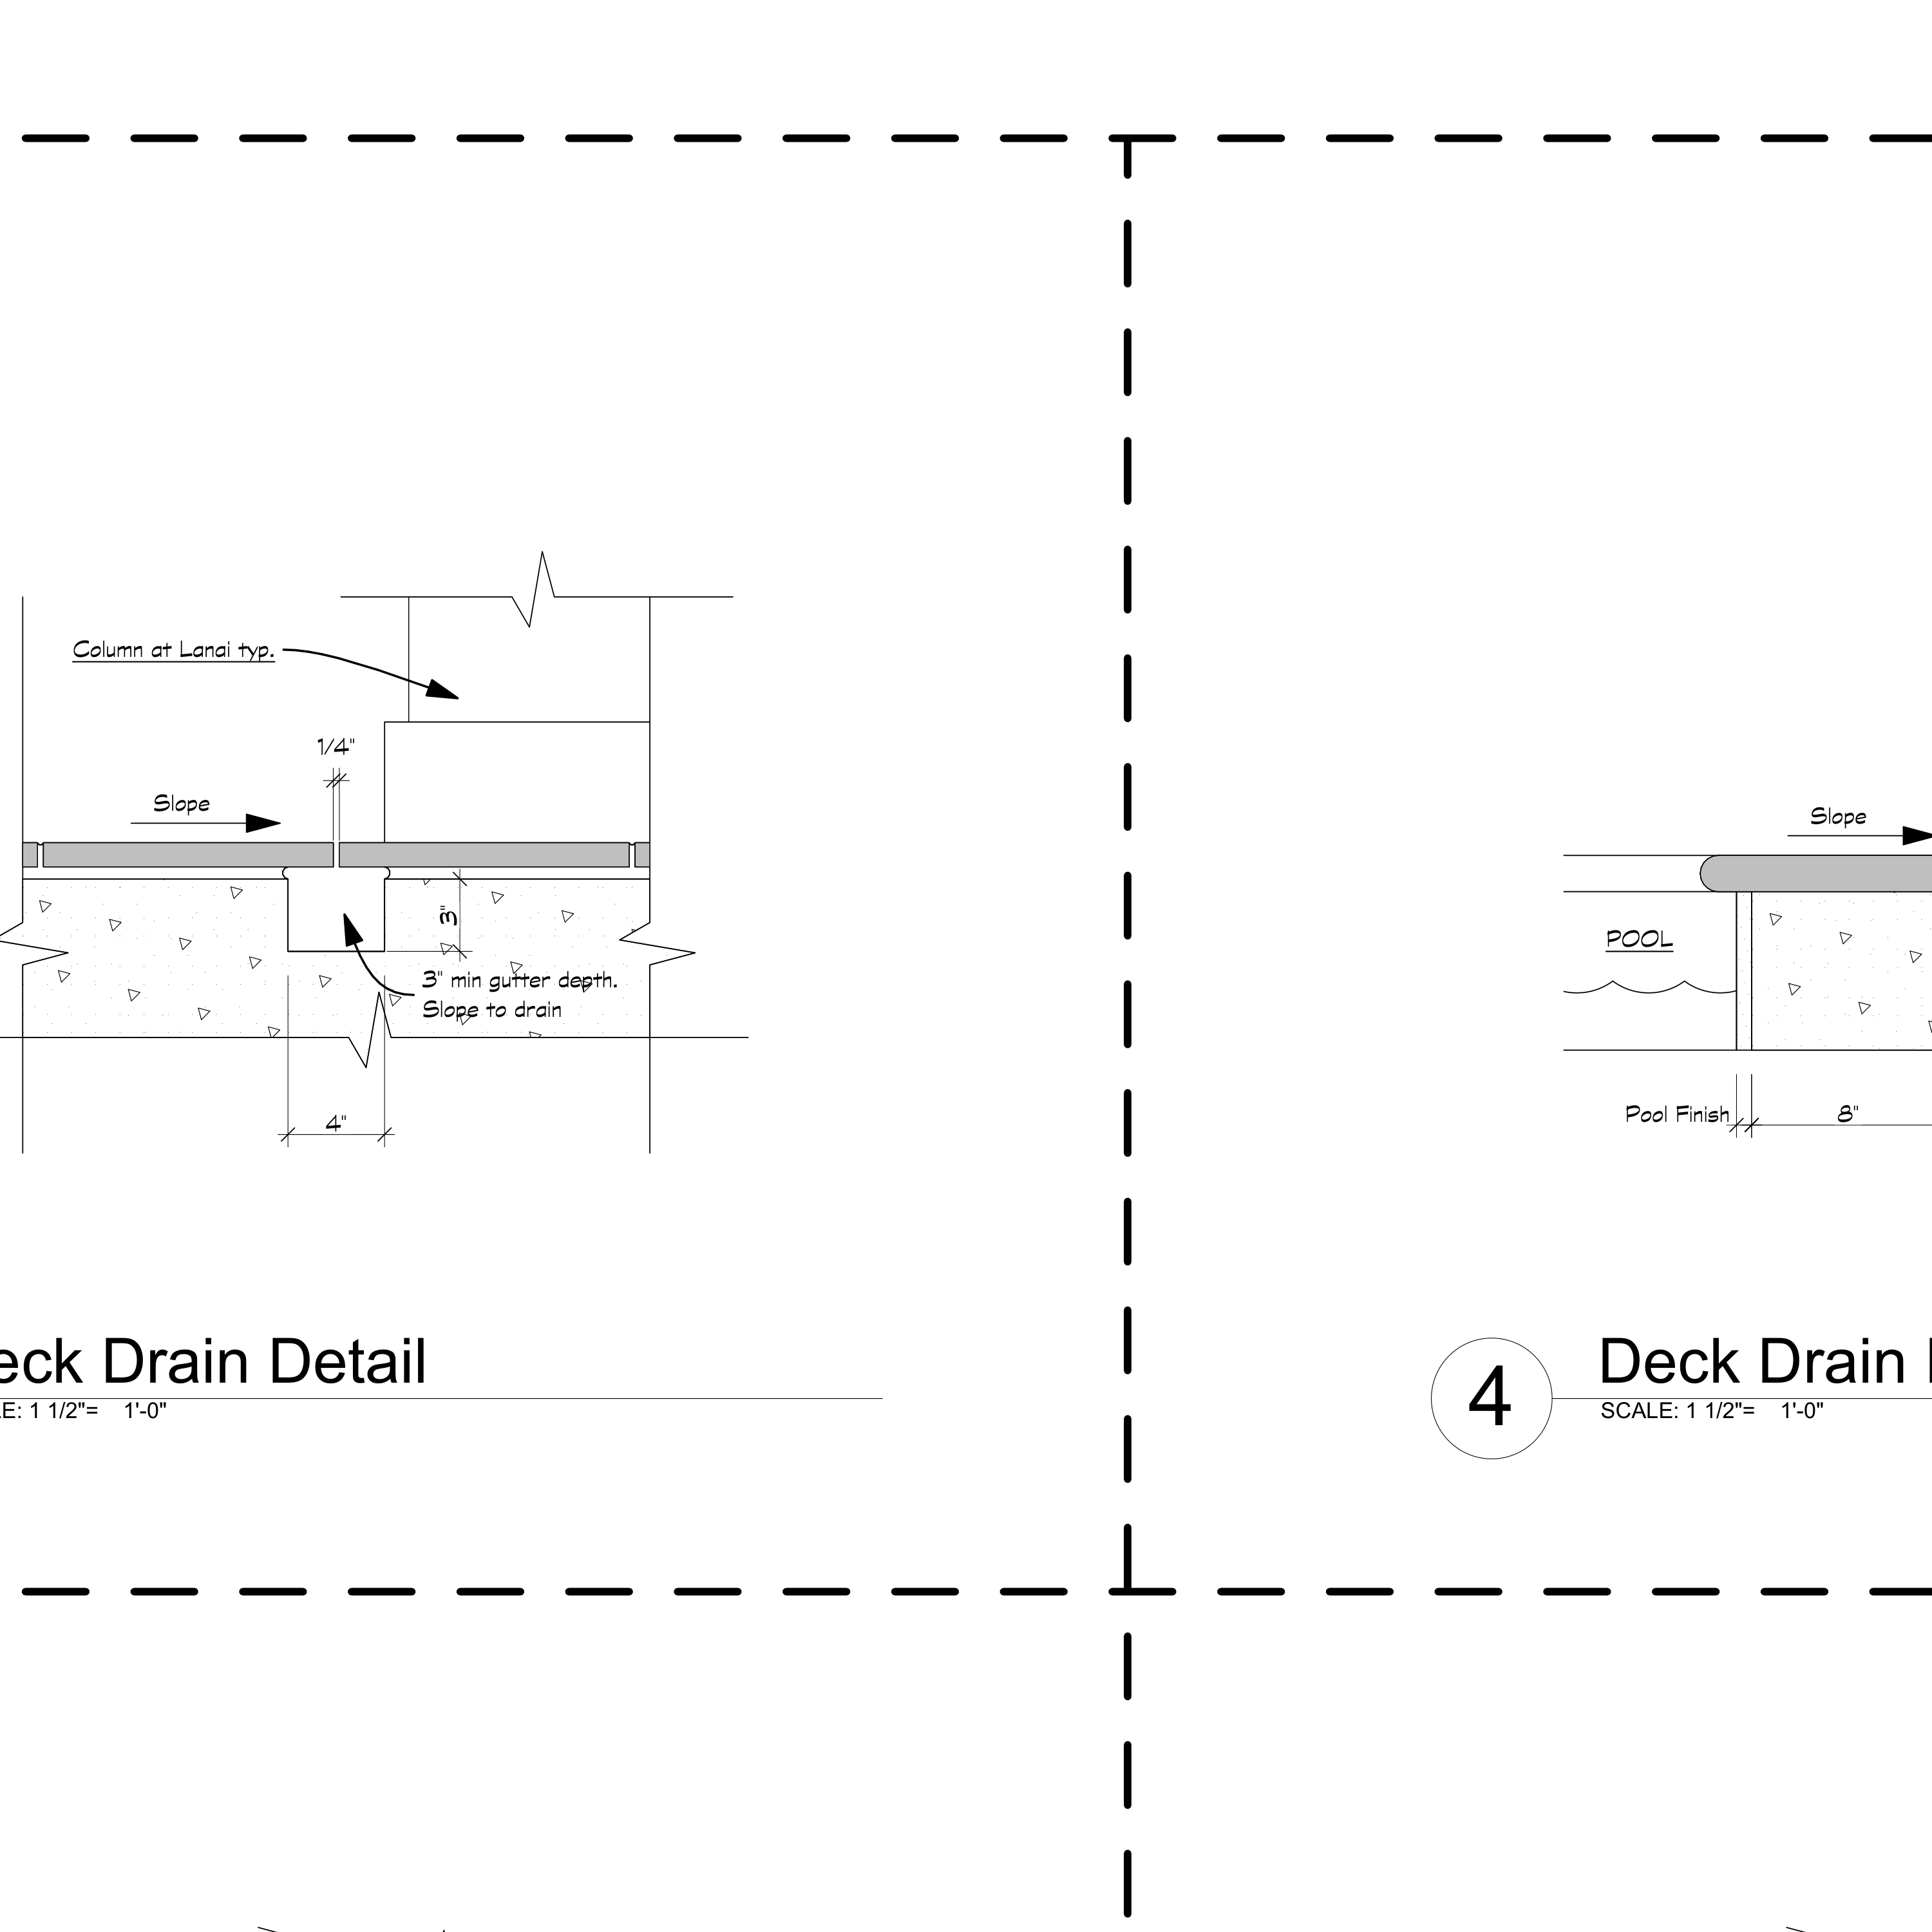 Column at Lanai typ.
1/4"
Slope
3"
3" min gutter depth.
Slope to drain
4"
Drain Detail
1 1/2"= 1'-0"
Slope
POOL
Pool Finish
8"
4
Deck Drain
SCALE: 1 1/2"= 1'-0"